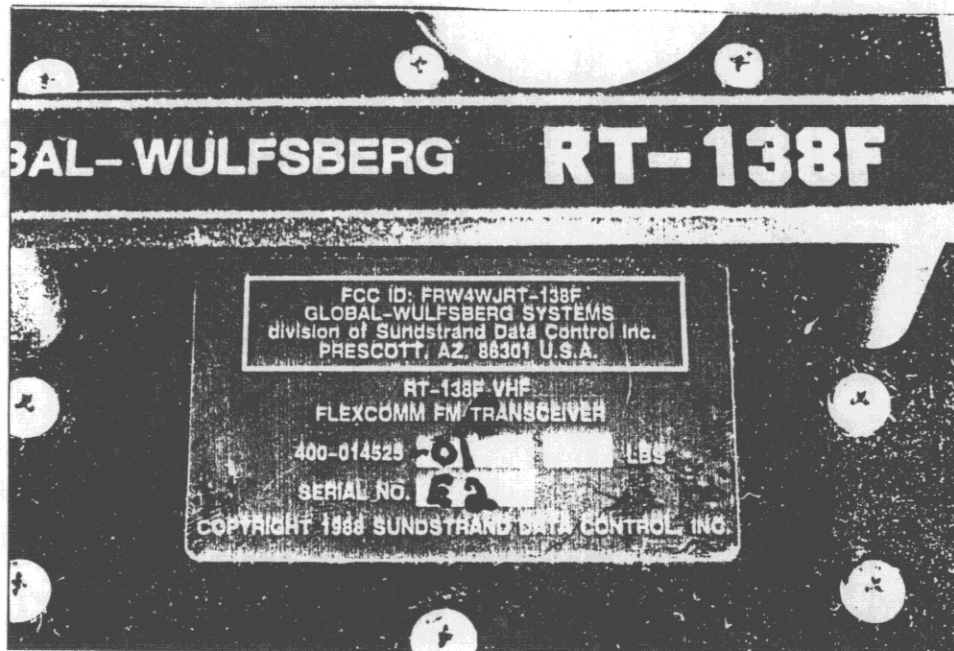 BAL-WULFSBERG RT-138F
FCC ID: FRW4WJRT-138F
GLOBAL-WULFSBERG SYSTEMS
division of Sundstrand Data Control Inc.
PRESCOTT, AZ. 86301 U.S.A.
RT-138F VHF
FLEXCOMM FM TRANSCEIVER
400-014525 -01 LBS
SERIAL NO. E2
COPYRIGHT 1988 SUNDSTRAND DATA CONTROL, INC.